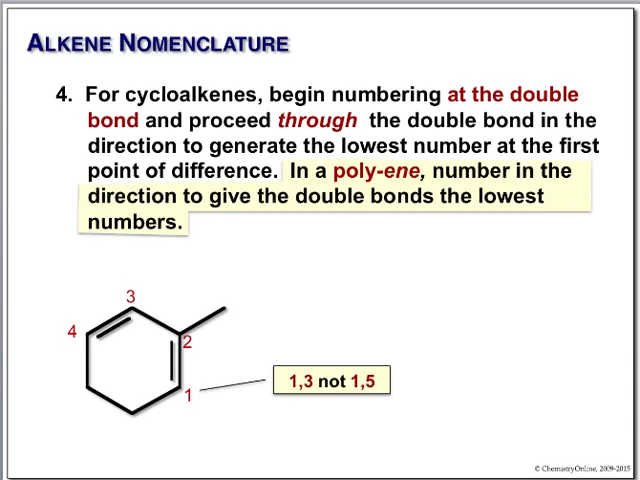 ALKENE NOMENCLATURE
4. For cycloalkenes, begin numbering at the double
bond and proceed through the double bond in the
direction to generate the lowest number at the first
point of difference. In a poly-ene, number in the
direction to give the double bonds the lowest
numbers.
3
4
2
1
1,3 not 1,5
© ChemistryOnline, 2009-2015